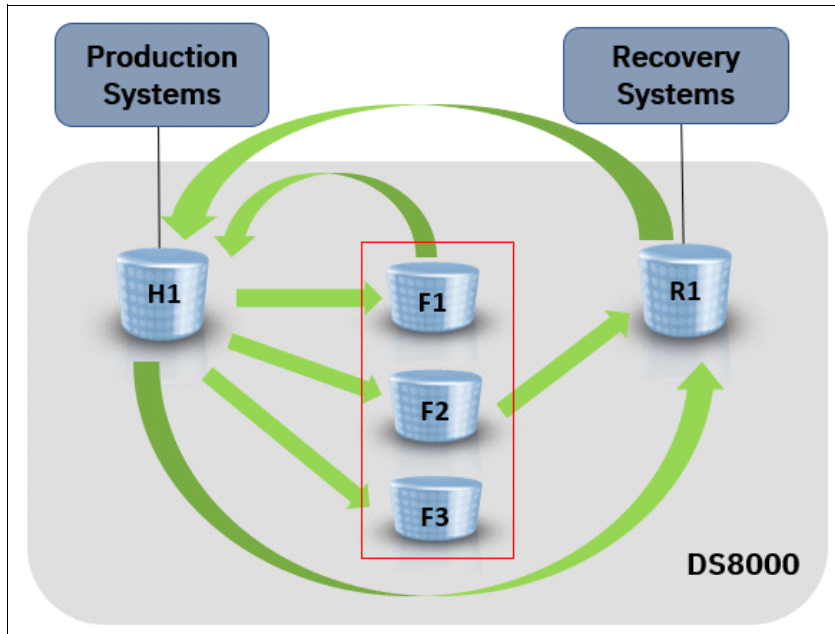 Production
Systems
Recovery
Systems
H1
F1
R1
F2
F3
DS8000